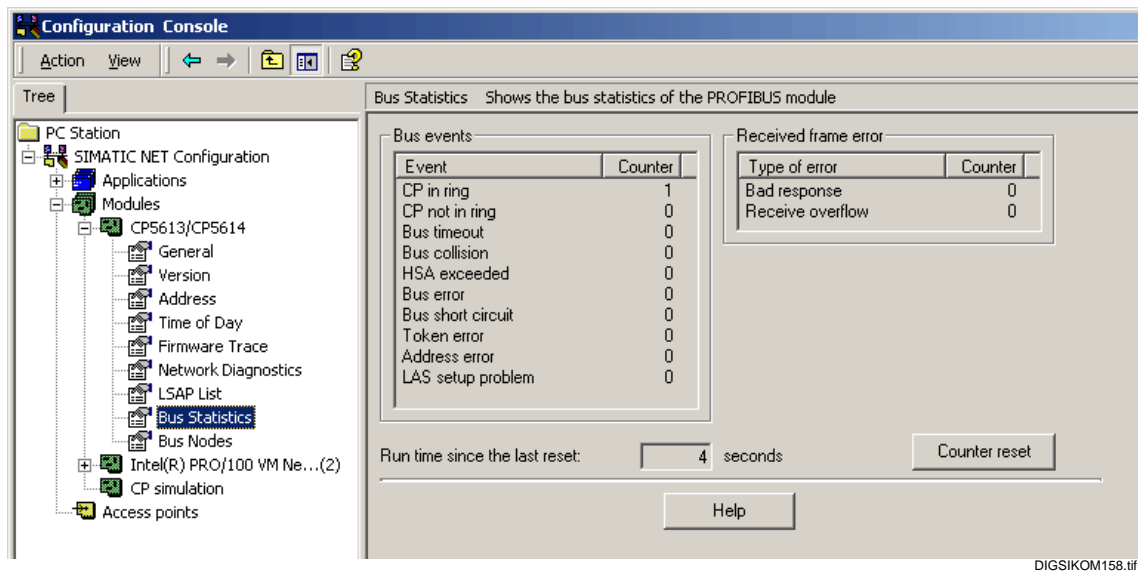 Configuration Console
Action View
Tree
Bus Statistics Shows the bus statistics of the PROFIBUS module
PC Station
SIMATIC NET Configuration
Applications
Modules
CP5613/CP5614
General
Version
Address
Time of Day
Firmware Trace
Network Diagnostics
LSAP List
Bus Statistics
Bus Nodes
Intel(R) PRO/100 VM Ne...(2)
CP simulation
Access points
Bus events
Event Counter
CP in ring 1
CP not in ring 0
Bus timeout 0
Bus collision 0
HSA exceeded 0
Bus error 0
Bus short circuit 0
Token error 0
Address error 0
LAS setup problem 0
Received frame error
Type of error Counter
Bad response 0
Receive overflow 0
Run time since the last reset: 4 seconds
Counter reset
Help
DIGSIKOM158.tif